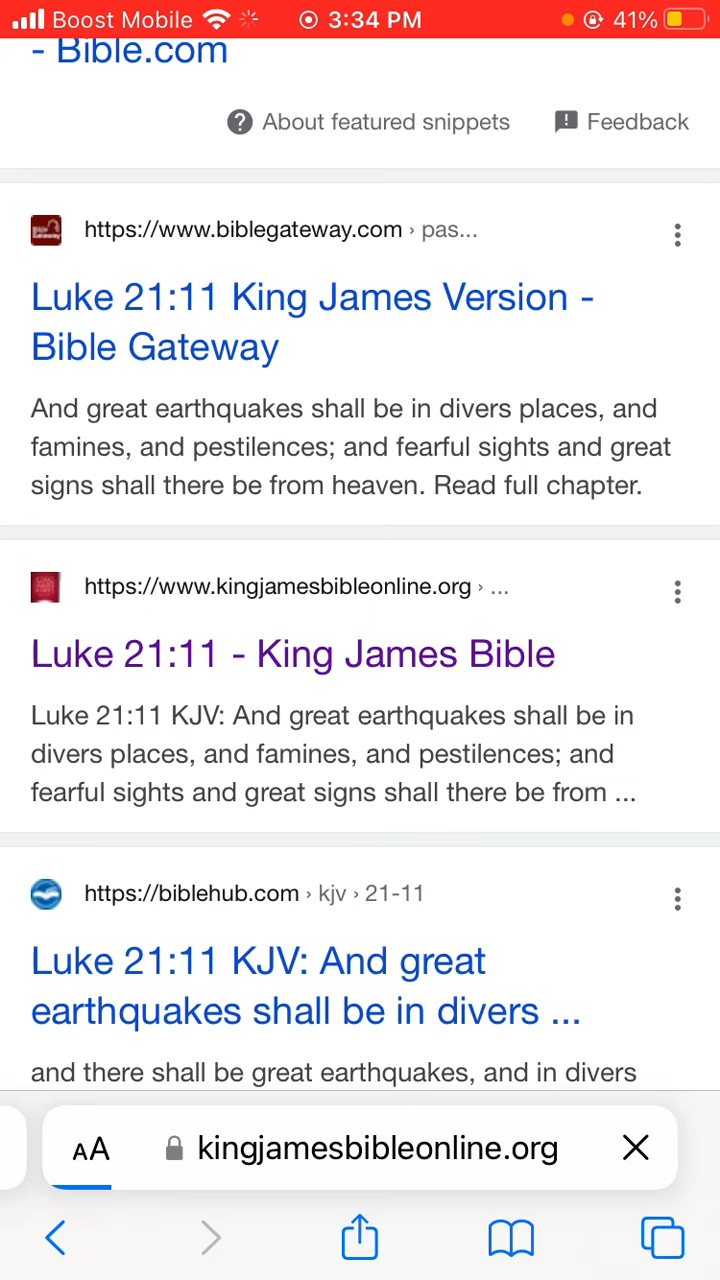 Boost Mobile 3:34 PM 41%
- Bible.com
About featured snippets Feedback
https://www.biblegateway.com › pas...
Luke 21:11 King James Version -
Bible Gateway
And great earthquakes shall be in divers places, and
famines, and pestilences; and fearful sights and great
signs shall there be from heaven. Read full chapter.
https://www.kingjamesbibleonline.org › ...
Luke 21:11 - King James Bible
Luke 21:11 KJV: And great earthquakes shall be in
divers places, and famines, and pestilences; and
fearful sights and great signs shall there be from ...
https://biblehub.com › kjv › 21-11
Luke 21:11 KJV: And great
earthquakes shall be in divers ...
and there shall be great earthquakes, and in divers
AA kingjamesbibleonline.org